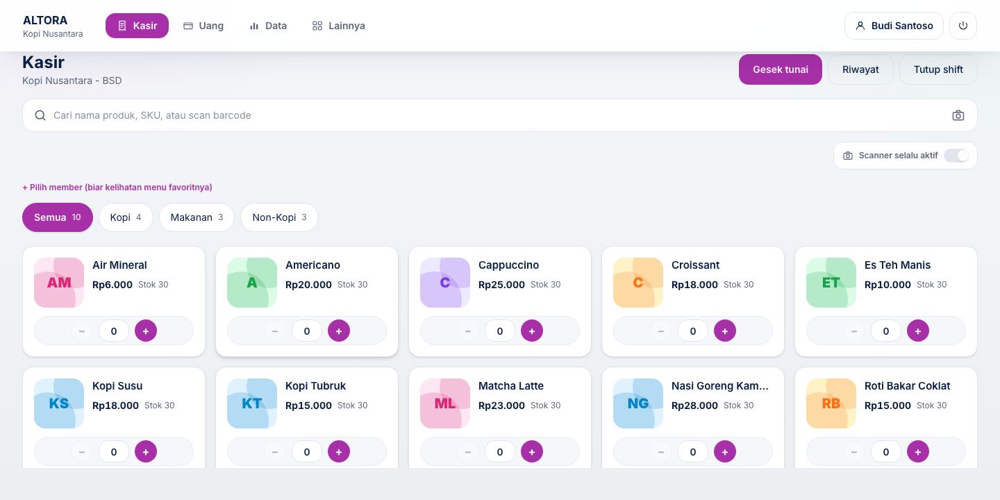 ALTORA
Kopi Nusantara
Kasir
Uang
Data
Lainnya
Budi Santoso
Kasir
Kopi Nusantara - BSD
Gesek tunai
Riwayat
Tutup shift
Cari nama produk, SKU, atau scan barcode
Scanner selalu aktif
+ Pilih member (biar kelihatan menu favoritnya)
Semua 10
Kopi 4
Makanan 3
Non-Kopi 3
AM
Air Mineral
Rp6.000 Stok 30
− 0 +
A
Americano
Rp20.000 Stok 30
− 0 +
C
Cappuccino
Rp25.000 Stok 30
− 0 +
C
Croissant
Rp18.000 Stok 30
− 0 +
ET
Es Teh Manis
Rp10.000 Stok 30
− 0 +
KS
Kopi Susu
Rp18.000 Stok 30
− 0 +
KT
Kopi Tubruk
Rp15.000 Stok 30
− 0 +
ML
Matcha Latte
Rp23.000 Stok 30
− 0 +
NG
Nasi Goreng Kam...
Rp28.000 Stok 30
− 0 +
RB
Roti Bakar Coklat
Rp15.000 Stok 30
− 0 +